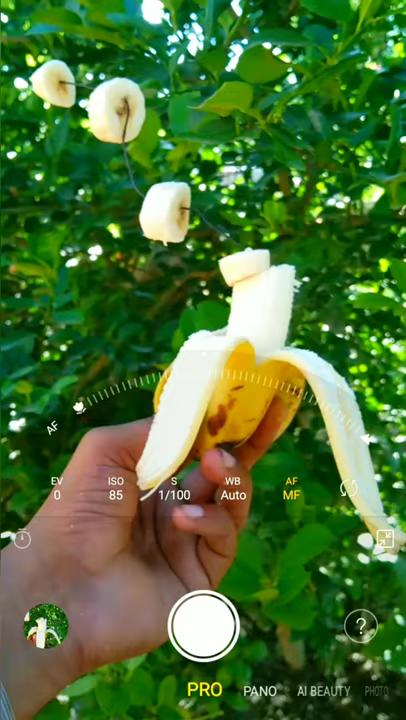 AF
EV ISO S WB AF
0 85 1/100 Auto MF
?
PRO PANO AI BEAUTY PHOTO